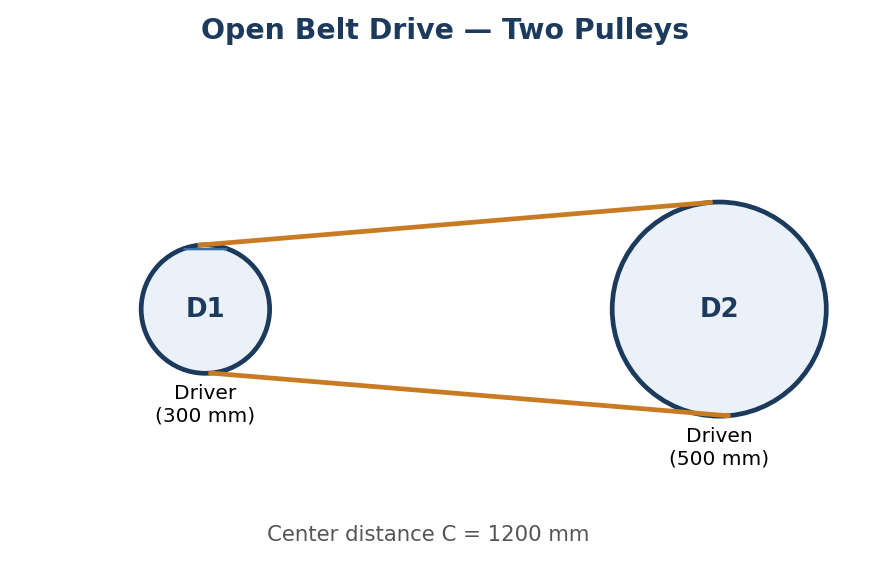 Open Belt Drive — Two Pulleys
D1
D2
Driver
(300 mm)
Driven
(500 mm)
Center distance C = 1200 mm